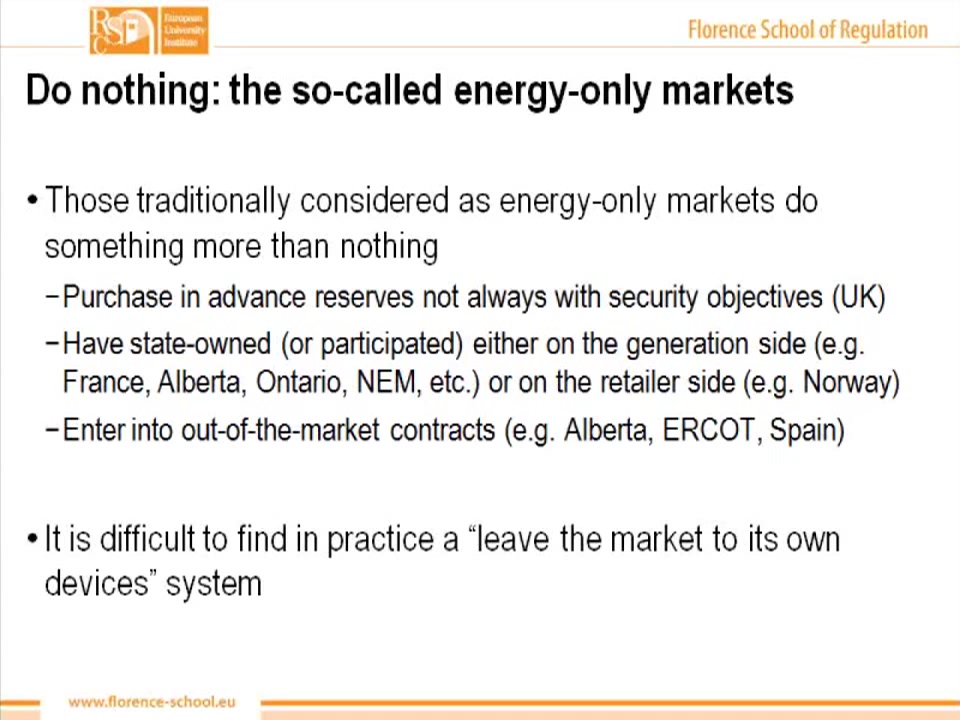 RSC
European
University
Institute
Florence School of Regulation
Do nothing: the so-called energy-only markets
• Those traditionally considered as energy-only markets do
something more than nothing
−Purchase in advance reserves not always with security objectives (UK)
−Have state-owned (or participated) either on the generation side (e.g.
France, Alberta, Ontario, NEM, etc.) or on the retailer side (e.g. Norway)
−Enter into out-of-the-market contracts (e.g. Alberta, ERCOT, Spain)
• It is difficult to find in practice a “leave the market to its own
devices” system
www.florence-school.eu